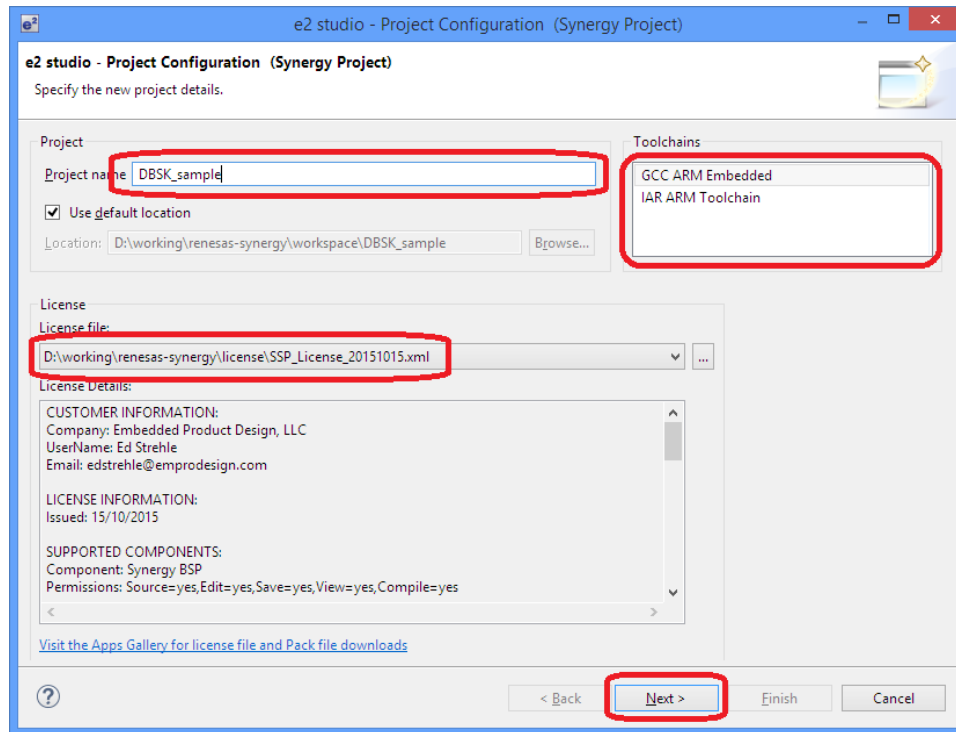 e2 studio - Project Configuration (Synergy Project)
e2 studio - Project Configuration (Synergy Project)
Specify the new project details.
Project
Project name DBSK_sample
Use default location
Location: D:\working\renesas-synergy\workspace\DBSK_sample Browse...
Toolchains
GCC ARM Embedded
IAR ARM Toolchain
License
License file:
D:\working\renesas-synergy\license\SSP_License_20151015.xml ...
License Details:
CUSTOMER INFORMATION:
Company: Embedded Product Design, LLC
UserName: Ed Strehle
Email: edstrehle@emprodesign.com
LICENSE INFORMATION:
Issued: 15/10/2015
SUPPORTED COMPONENTS:
Component: Synergy BSP
Permissions: Source=yes,Edit=yes,Save=yes,View=yes,Compile=yes
Visit the Apps Gallery for license file and Pack file downloads
? < Back Next > Finish Cancel